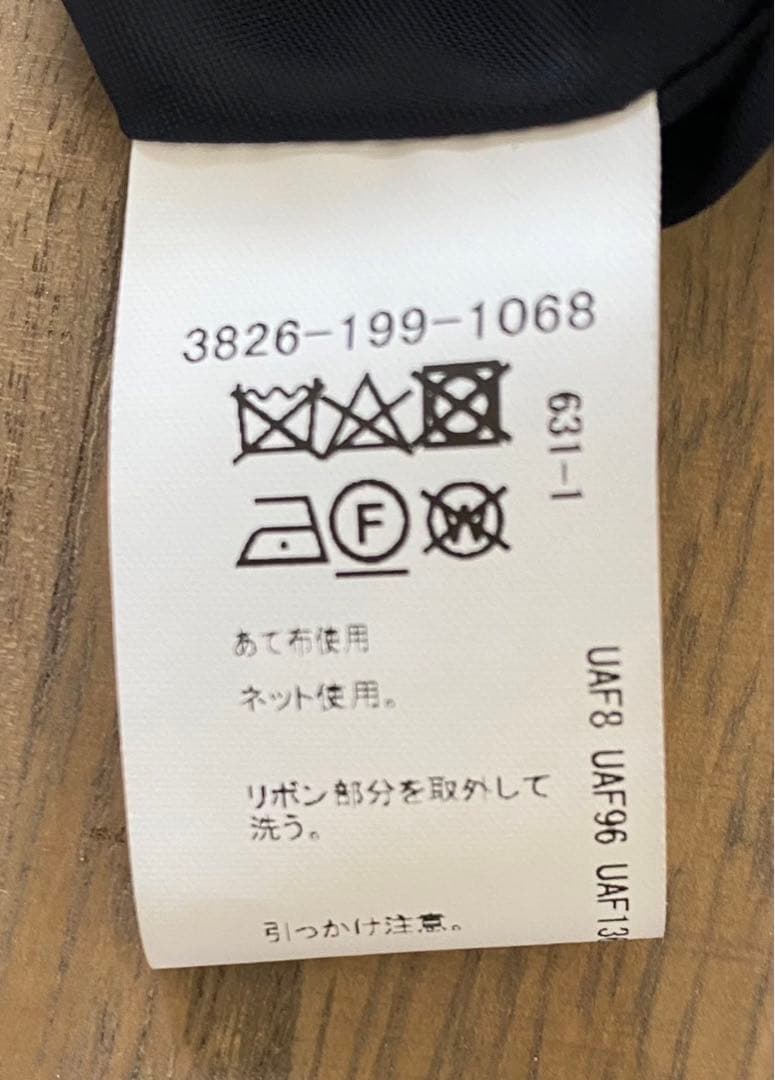 3826-199-1068
631-1
F
W
あて布使用
ネット使用。
リボン部分を取外して
洗う。
引っかけ注意。
UAF8 UAF96